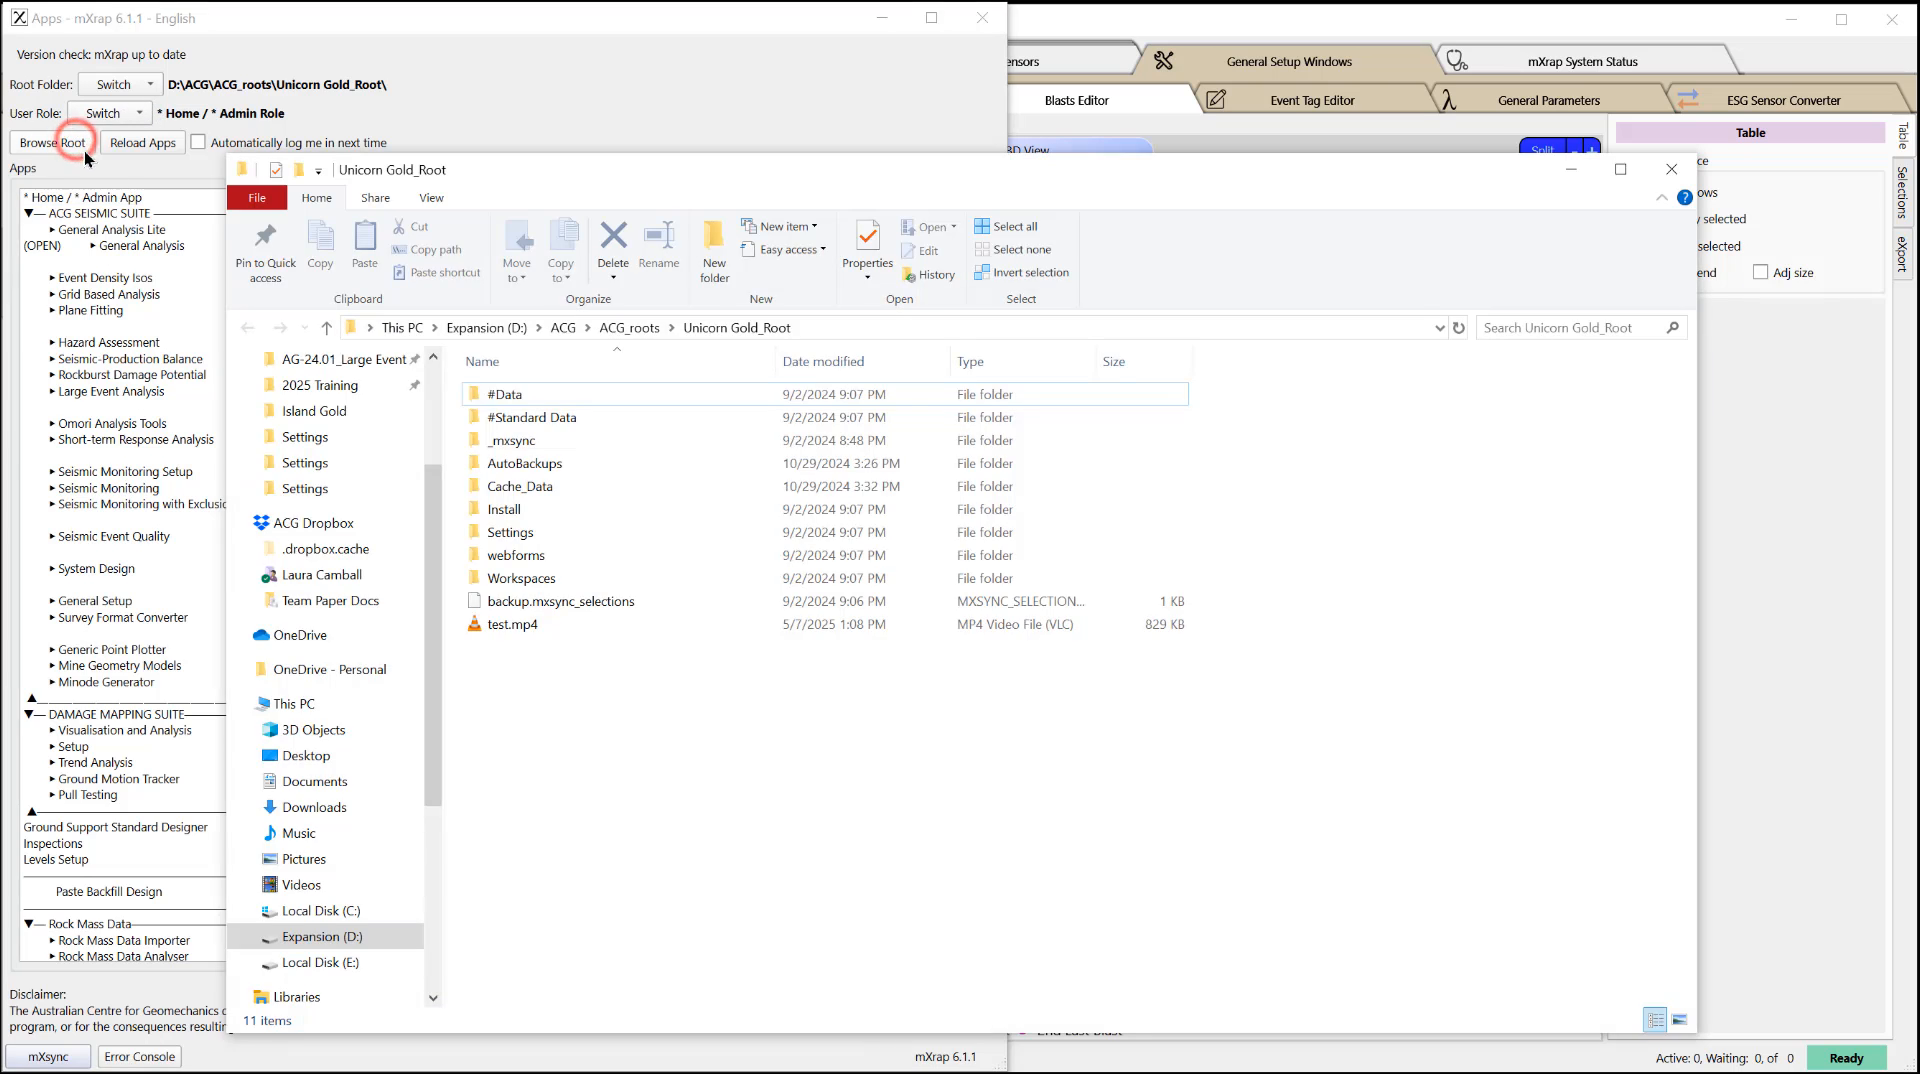 Apps - mXrap 6.1.1 - English
Version check: mXrap up to date
Root Folder: Switch D:\ACG\ACG_roots\Unicorn Gold_Root\
User Role: Switch * Home / * Admin Role
Browse Root Reload Apps Automatically log me in next time
Apps
* Home / * Admin App
ACG SEISMIC SUITE
General Analysis Lite
(OPEN) General Analysis
Event Density Isos
Grid Based Analysis
Plane Fitting
Hazard Assessment
Seismic-Production Balance
Rockburst Damage Potential
Large Event Analysis
Omori Analysis Tools
Short-term Response Analysis
Seismic Monitoring Setup
Seismic Monitoring
Seismic Monitoring with Exclusio
Seismic Event Quality
System Design
General Setup
Survey Format Converter
Generic Point Plotter
Mine Geometry Models
Minode Generator
DAMAGE MAPPING SUITE
Visualisation and Analysis
Setup
Trend Analysis
Ground Motion Tracker
Pull Testing
Ground Support Standard Designer
Inspections
Levels Setup
Paste Backfill Design
Rock Mass Data
Rock Mass Data Importer
Rock Mass Data Analyser
Disclaimer:
The Australian Centre for Geomechanics
program, or for the consequences resultin
mXsync Error Console mXrap 6.1.1
ensors General Setup Windows mXrap System Status
Blasts Editor Event Tag Editor General Parameters ESG Sensor Converter
3D View Split - +
Table
Table
Selections
eXport
ce
ows
y selected
selected
end Adj size
Unicorn Gold_Root
File Home Share View
Pin to Quick access
Copy
Paste
Cut
Copy path
Paste shortcut
Clipboard
Move to
Copy to
Delete
Rename
Organize
New folder
New item
Easy access
New
Properties
Open
Edit
History
Open
Select all
Select none
Invert selection
Select
This PC > Expansion (D:) > ACG > ACG_roots > Unicorn Gold_Root
Search Unicorn Gold_Root
AG-24.01_Large Event
2025 Training
Island Gold
Settings
Settings
Settings
ACG Dropbox
.dropbox.cache
Laura Camball
Team Paper Docs
OneDrive
OneDrive - Personal
This PC
3D Objects
Desktop
Documents
Downloads
Music
Pictures
Videos
Local Disk (C:)
Expansion (D:)
Local Disk (E:)
Libraries
Name Date modified Type Size
#Data 9/2/2024 9:07 PM File folder
#Standard Data 9/2/2024 9:07 PM File folder
_mxsync 9/2/2024 8:48 PM File folder
AutoBackups 10/29/2024 3:26 PM File folder
Cache_Data 10/29/2024 3:32 PM File folder
Install 9/2/2024 9:07 PM File folder
Settings 9/2/2024 9:07 PM File folder
webforms 9/2/2024 9:07 PM File folder
Workspaces 9/2/2024 9:07 PM File folder
backup.mxsync_selections 9/2/2024 9:06 PM MXSYNC_SELECTION... 1 KB
test.mp4 5/7/2025 1:08 PM MP4 Video File (VLC) 829 KB
11 items
Active: 0, Waiting: 0, of 0 Ready